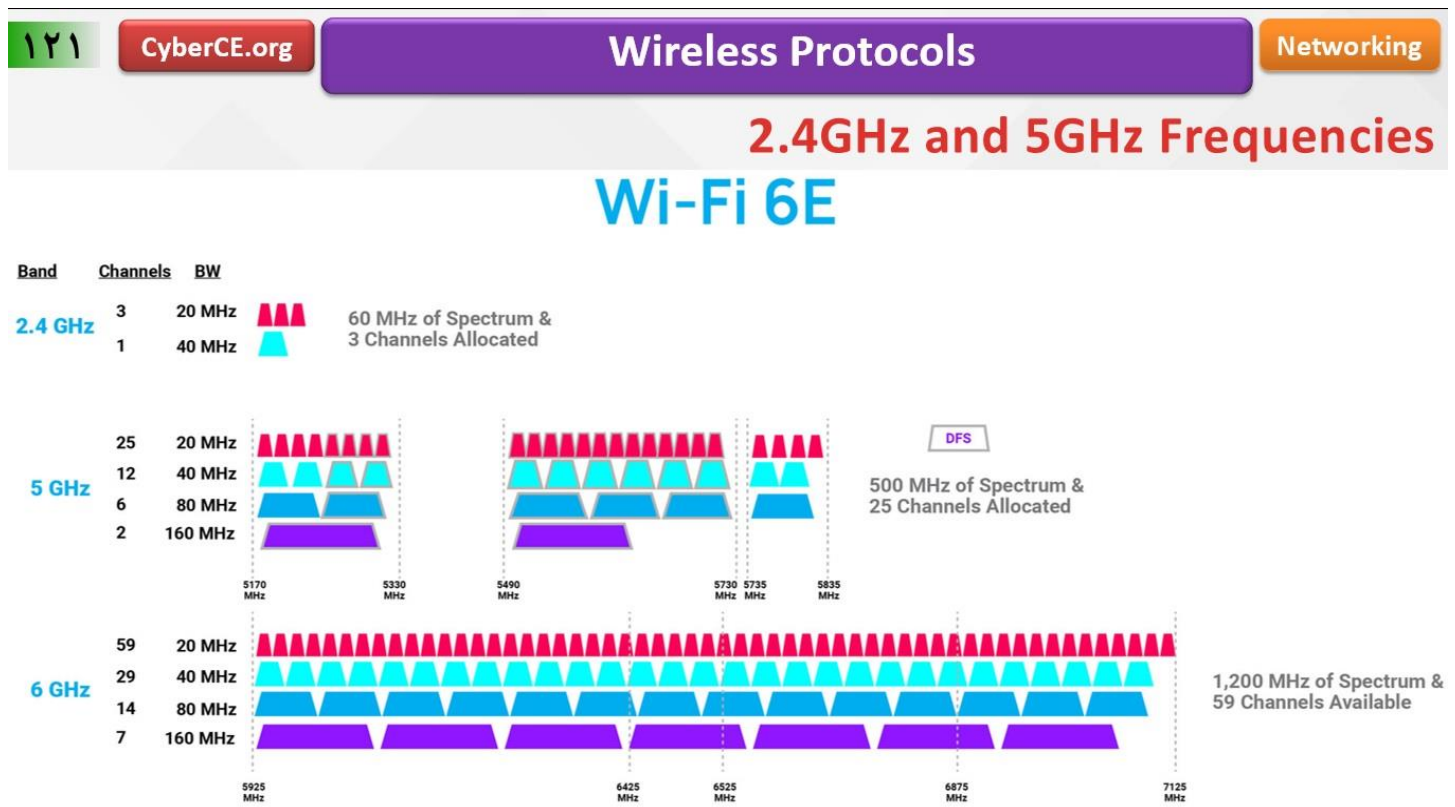 ۱۲۱ CyberCE.org Wireless Protocols Networking
2.4GHz and 5GHz Frequencies
Wi-Fi 6E
Band Channels BW
2.4 GHz
3 20 MHz
1 40 MHz
60 MHz of Spectrum &
3 Channels Allocated
5 GHz
25 20 MHz
12 40 MHz
6 80 MHz
2 160 MHz
DFS
500 MHz of Spectrum &
25 Channels Allocated
5170 MHz
5330 MHz
5490 MHz
5730 MHz
5735 MHz
5835 MHz
6 GHz
59 20 MHz
29 40 MHz
14 80 MHz
7 160 MHz
1,200 MHz of Spectrum &
59 Channels Available
5925 MHz
6425 MHz
6525 MHz
6875 MHz
7125 MHz